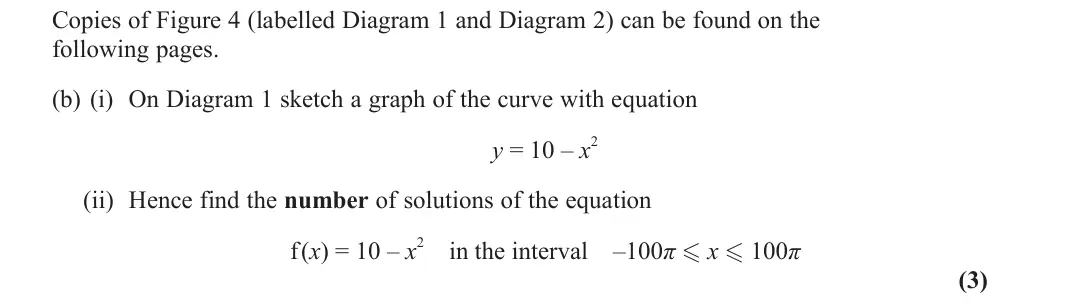 Copies of Figure 4 (labelled Diagram 1 and Diagram 2) can be found on the
following pages.
(b) (i) On Diagram 1 sketch a graph of the curve with equation
y = 10 – x²
(ii) Hence find the number of solutions of the equation
f(x) = 10 – x² in the interval –100π ⩽ x ⩽ 100π
(3)